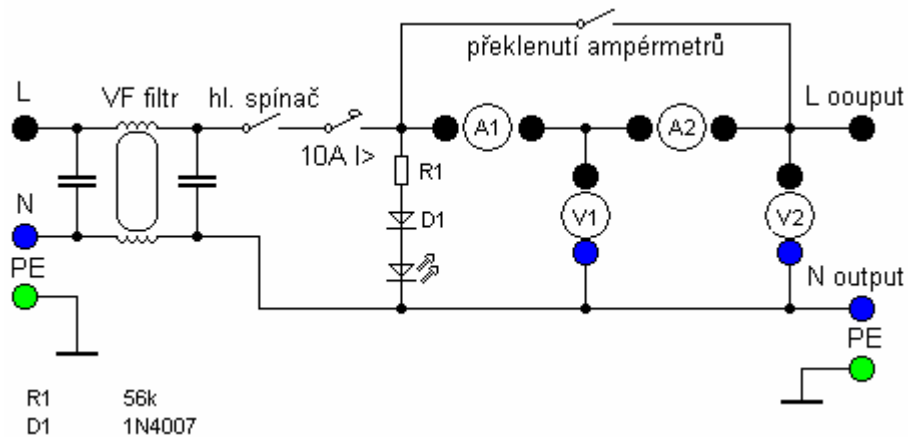 překlenutí ampérmetrů
L
VF filtr
hl. spínač
L oouput
A1
A2
10A I>
R1
N
D1
V1
V2
PE
N output
PE
R1 56k
D1 1N4007